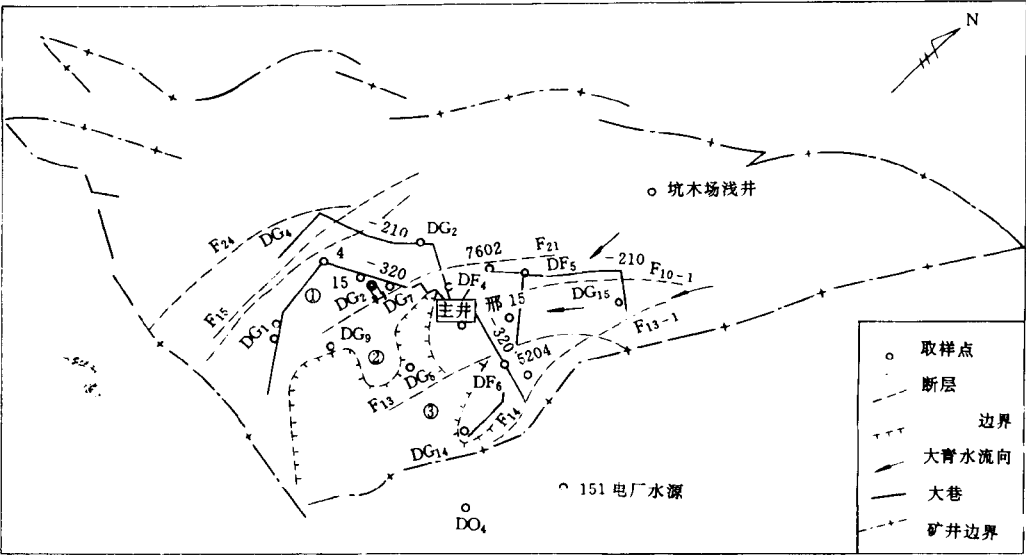 N
坑木场浅井
F24
DG4
-210
DG2
7602
F21
-210
4
-320
DF4
DF5
F10-1
15
①
DG2
DG7
主井
邢 15
DG15
F15
F13-1
DG1
DG9
②
-320
5204
DG6
DF6
F13
③
F14
DG14
151 电厂水源
DO4
取样点
断层
边界
大青水流向
大巷
矿井边界